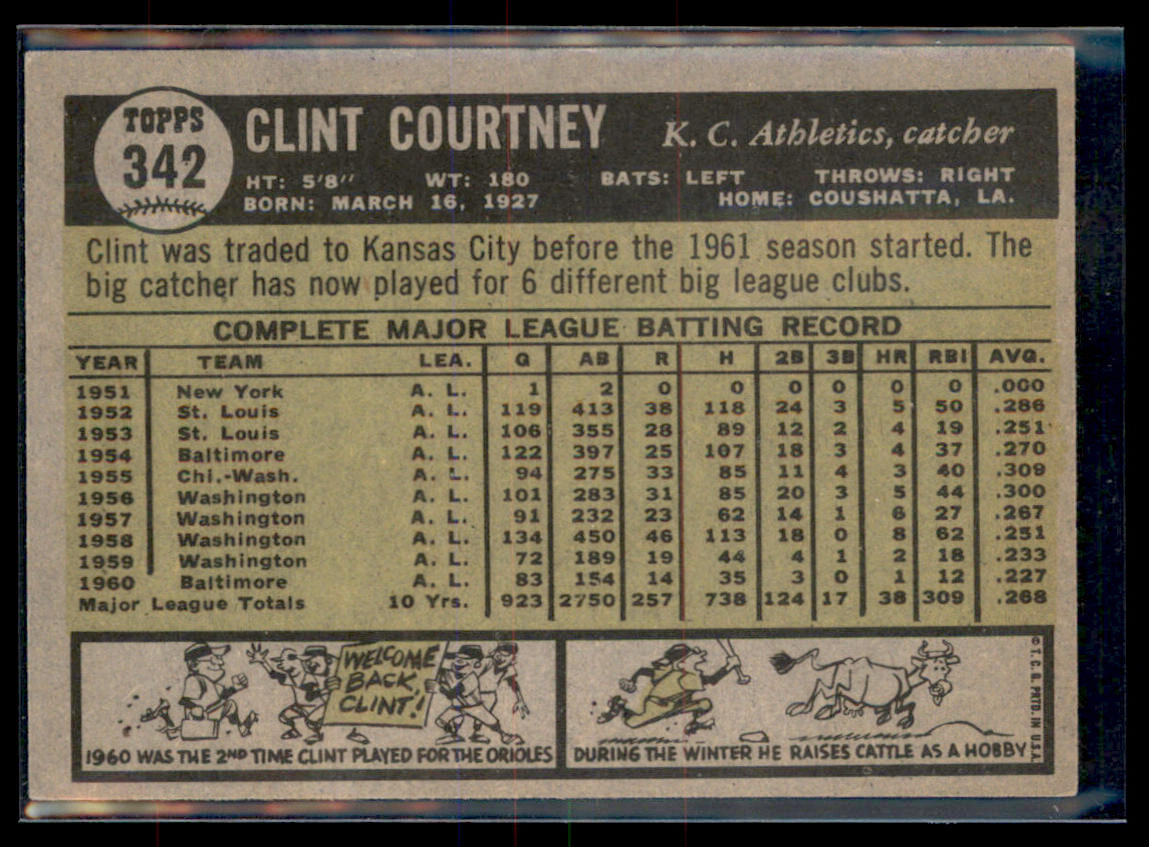 TOPPS
342
CLINT COURTNEY
K. C. Athletics, catcher
HT: 5'8" WT: 180 BATS: LEFT THROWS: RIGHT
BORN: MARCH 16, 1927 HOME: COUSHATTA, LA.
Clint was traded to Kansas City before the 1961 season started. The
big catcher has now played for 6 different big league clubs.
COMPLETE MAJOR LEAGUE BATTING RECORD
YEAR TEAM LEA. G AB R H 2B 3B HR RBI AVG.
1951 New York A. L. 1 2 0 0 0 0 0 0 .000
1952 St. Louis A. L. 119 413 38 118 24 3 5 50 .286
1953 St. Louis A. L. 106 355 28 89 12 2 4 19 .251
1954 Baltimore A. L. 122 397 25 107 18 3 4 37 .270
1955 Chi.-Wash. A. L. 94 275 33 85 11 4 3 40 .309
1956 Washington A. L. 101 283 31 85 20 3 5 44 .300
1957 Washington A. L. 91 232 23 62 14 1 6 27 .267
1958 Washington A. L. 134 450 46 113 18 0 8 62 .251
1959 Washington A. L. 72 189 19 44 4 1 2 18 .233
1960 Baltimore A. L. 83 154 14 35 3 0 1 12 .227
Major League Totals 10 Yrs. 923 2750 257 738 124 17 38 309 .268
WELCOME
BACK,
CLINT!
1960 WAS THE 2ND TIME CLINT PLAYED FOR THE ORIOLES
DURING THE WINTER HE RAISES CATTLE AS A HOBBY
© T. C. G. PRTD. IN U.S.A.